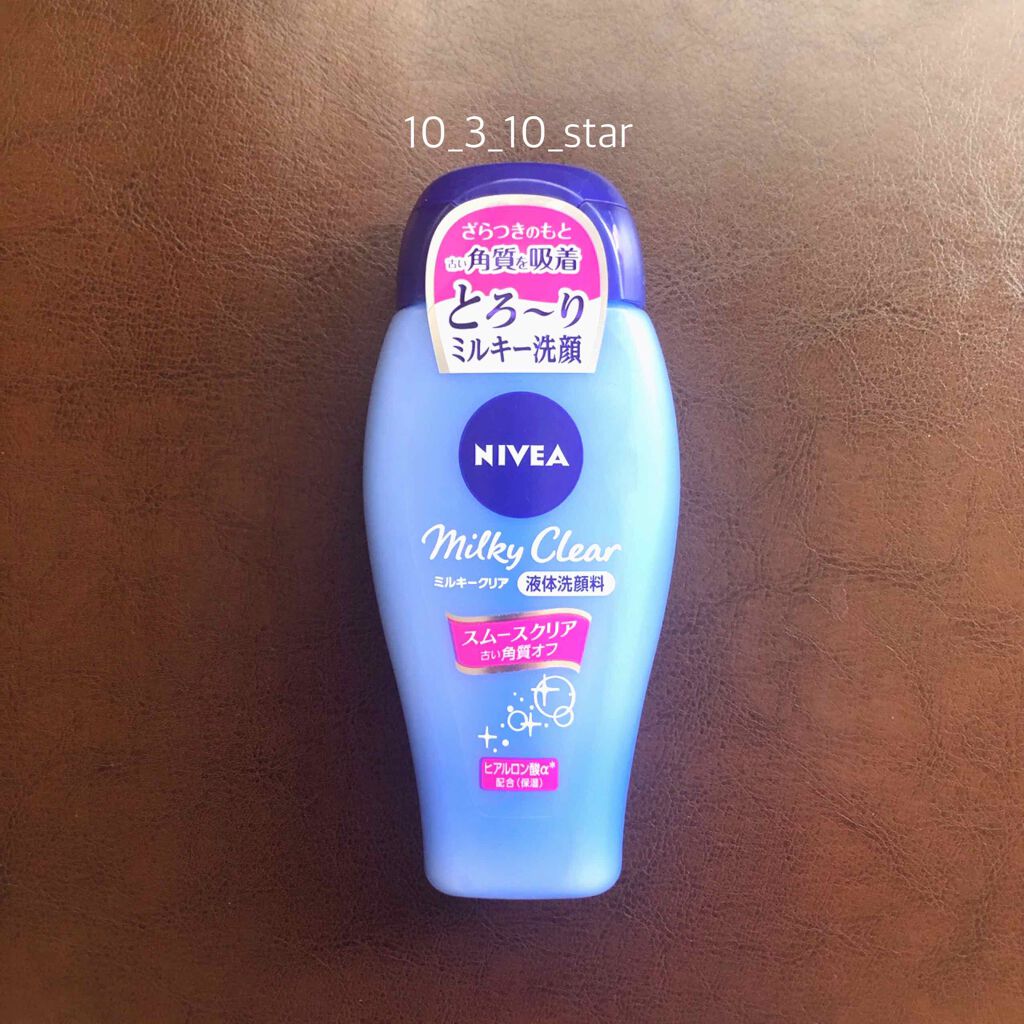 10_3_10_star
ざらつきのもと
古い角質を吸着
とろ〜り
ミルキー洗顔
NIVEA
Milky Clear
ミルキークリア 液体洗顔料
スムースクリア
古い角質オフ
ヒアルロン酸α*
配合(保湿)